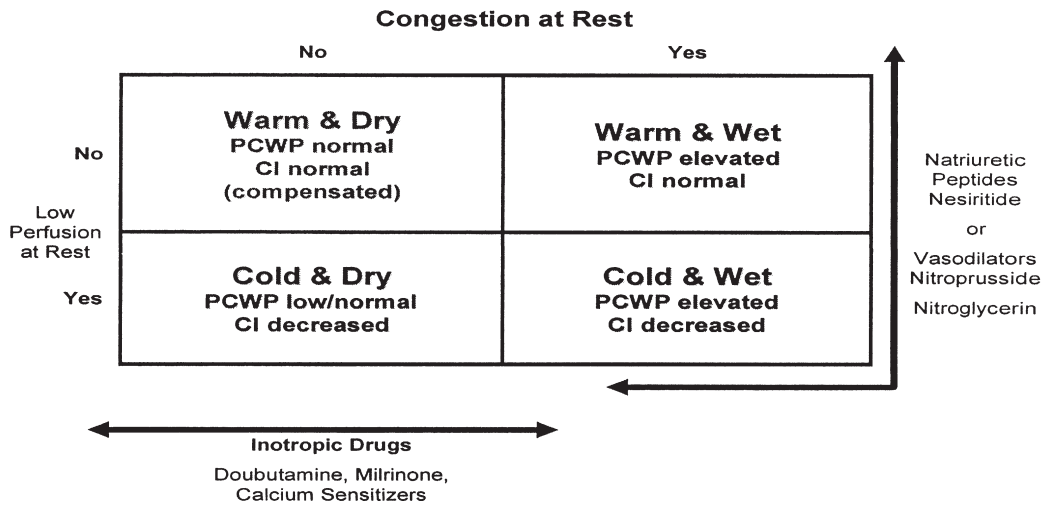 Congestion at Rest
No
Yes
No
Low
Perfusion
at Rest
Yes
Warm & Dry
PCWP normal
CI normal
(compensated)
Warm & Wet
PCWP elevated
CI normal
Cold & Dry
PCWP low/normal
CI decreased
Cold & Wet
PCWP elevated
CI decreased
Natriuretic
Peptides
Nesiritide
or
Vasodilators
Nitroprusside
Nitroglycerin
Inotropic Drugs
Doubutamine, Milrinone,
Calcium Sensitizers